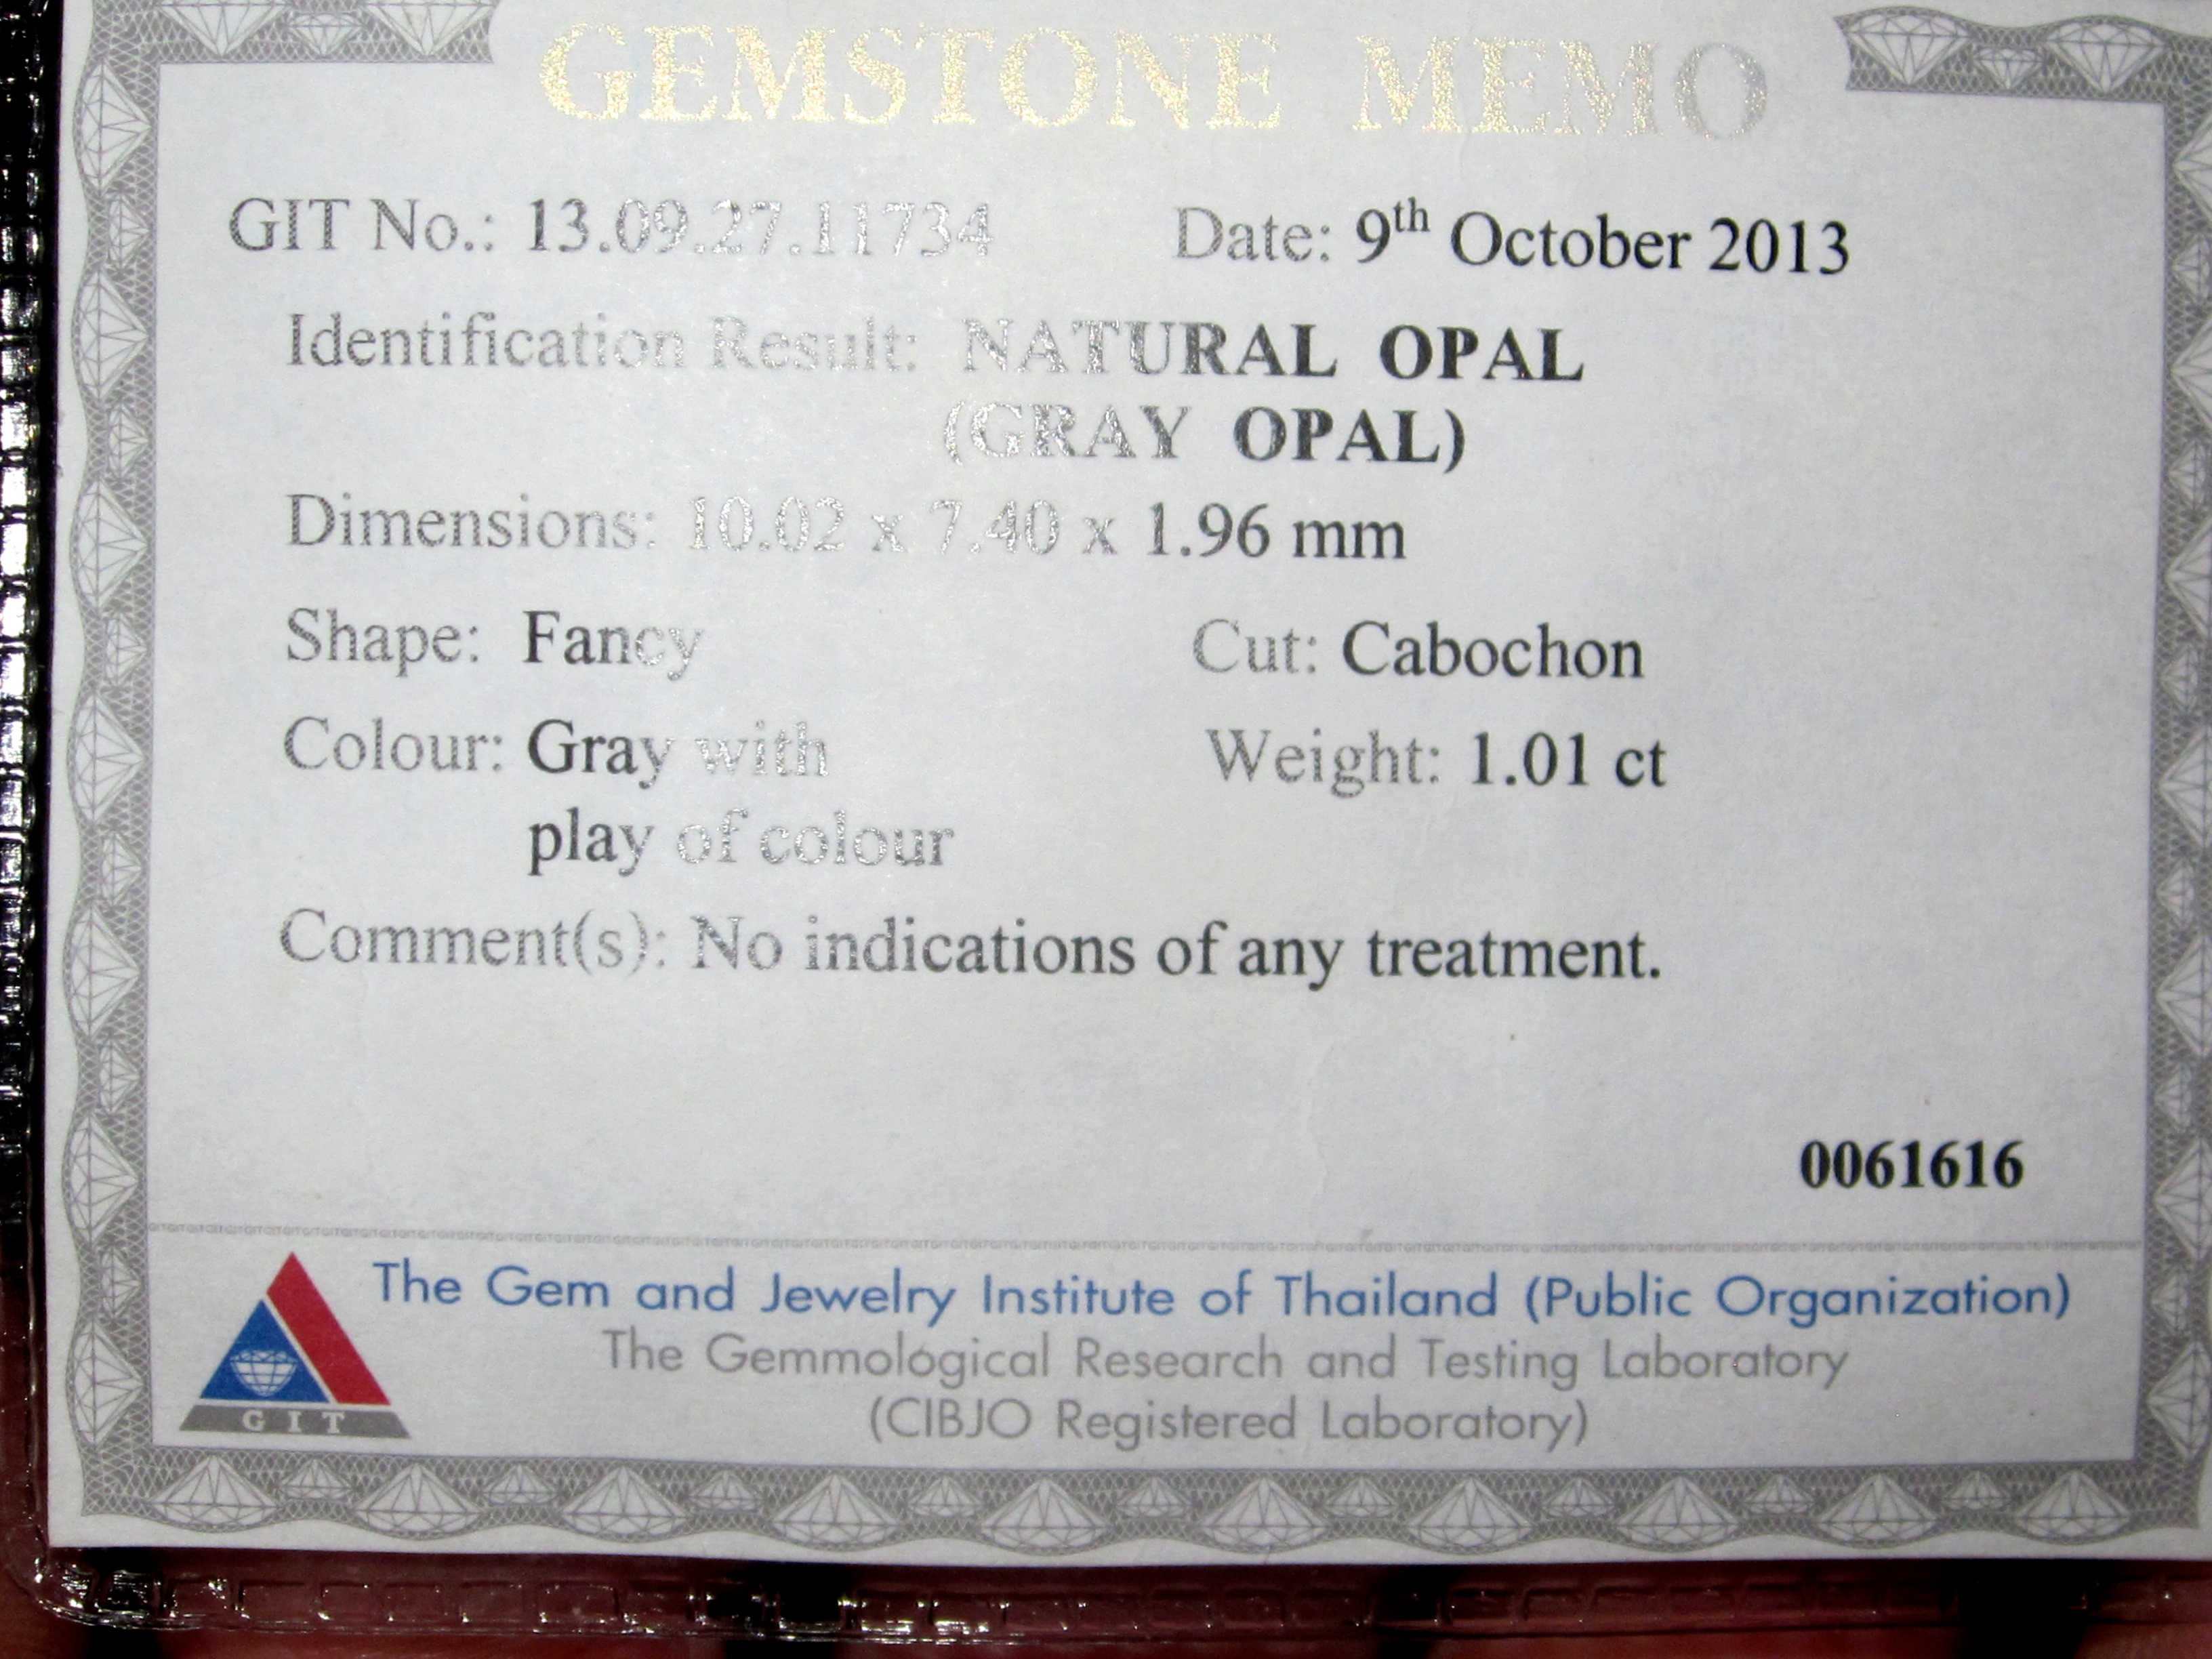 GEMSTONE MEMO
GIT No.: 13.09.27.11734 Date: 9th October 2013
Identification Result: NATURAL OPAL
(GRAY OPAL)
Dimensions: 10.02 x 7.40 x 1.96 mm
Shape: Fancy Cut: Cabochon
Colour: Gray with Weight: 1.01 ct
play of colour
Comment(s): No indications of any treatment.
0061616
The Gem and Jewelry Institute of Thailand (Public Organization)
The Gemmological Research and Testing Laboratory
(CIBJO Registered Laboratory)
GIT